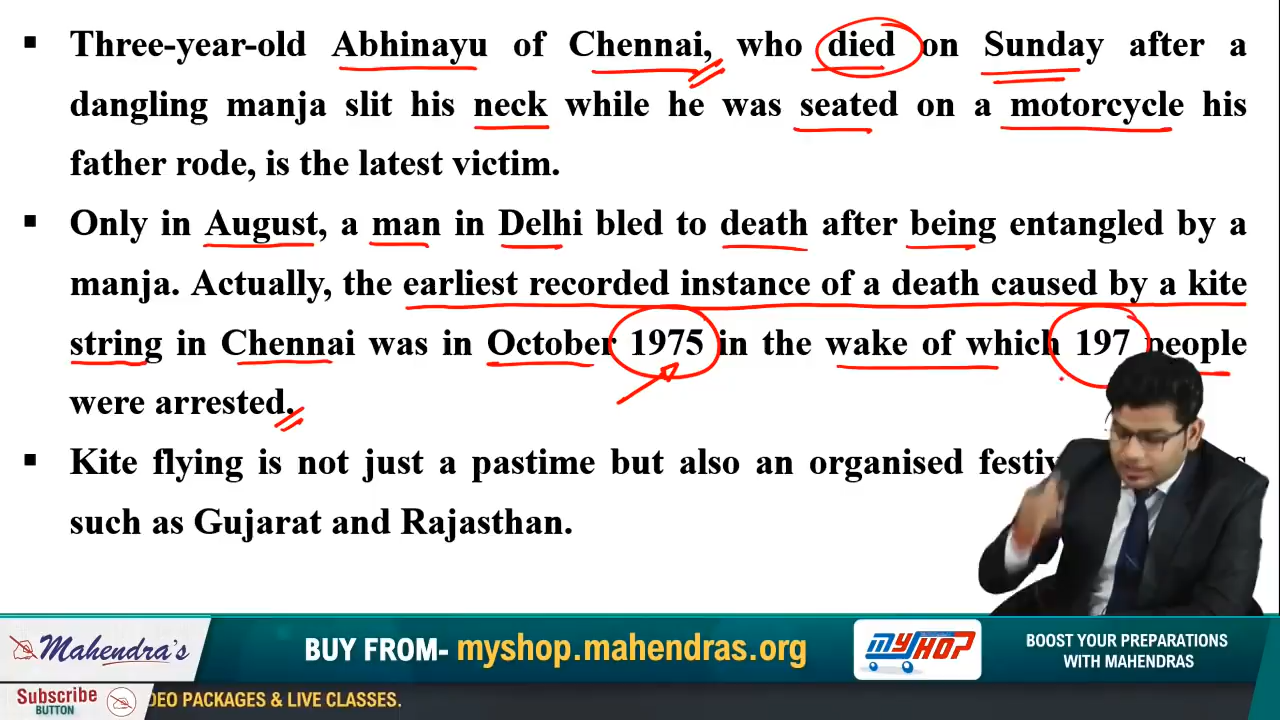 ▪ Three-year-old Abhinayu of Chennai, who died on Sunday after a
dangling manja slit his neck while he was seated on a motorcycle his
father rode, is the latest victim.
▪ Only in August, a man in Delhi bled to death after being entangled by a
manja. Actually, the earliest recorded instance of a death caused by a kite
string in Chennai was in October 1975 in the wake of which 197 people
were arrested.
▪ Kite flying is not just a pastime but also an organised
such as Gujarat and Rajasthan.
Mahendra's
BUY FROM- myshop.mahendras.org
MY SHOP
BOOST YOUR PREPARATIONS
WITH MAHENDRAS
Subscribe
BUTTON
DEO PACKAGES & LIVE CLASSES.